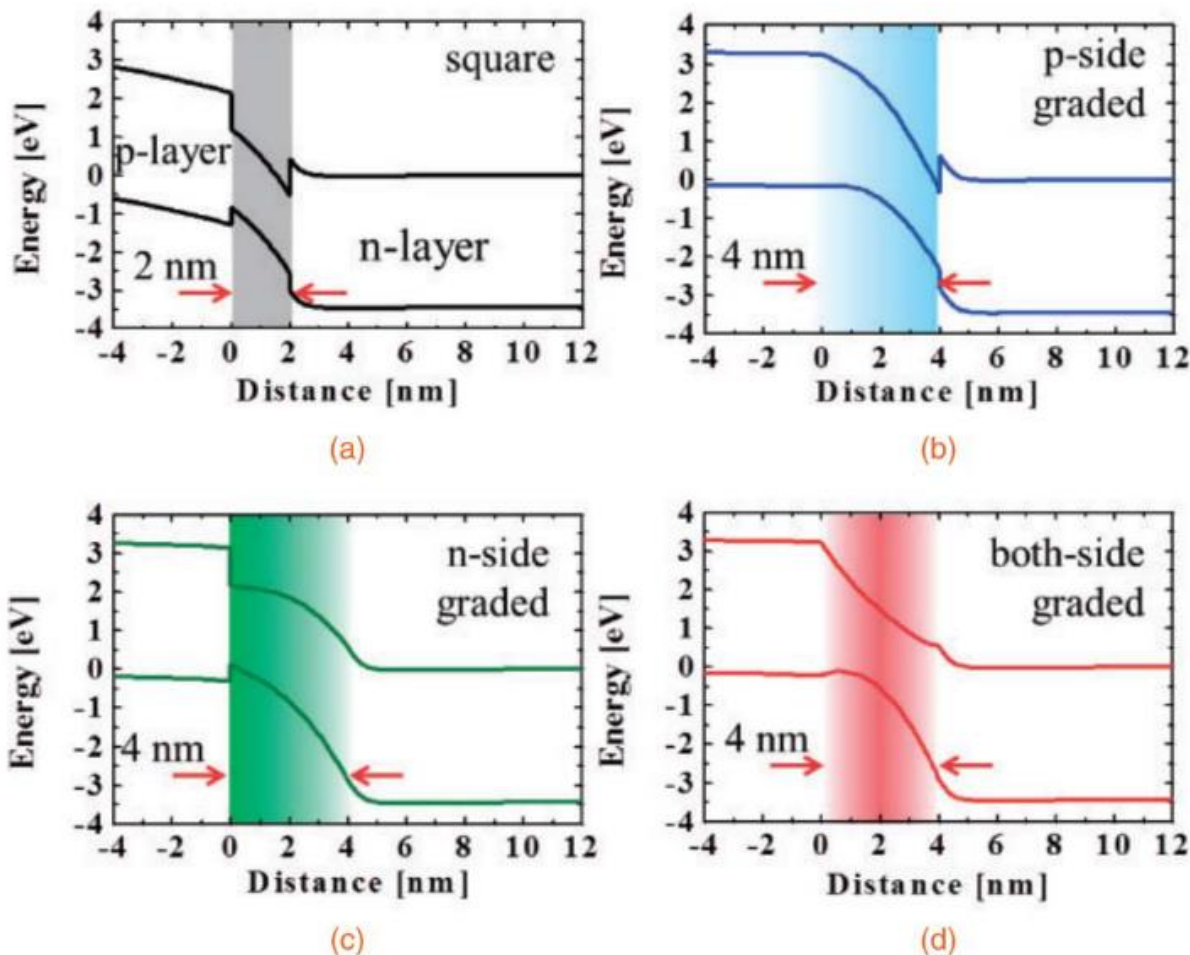 4
3
2
1
0
-1
-2
-3
-4
Energy [eV]
square
p-layer
n-layer
2 nm
-4 -2 0 2 4 6 8 10 12
Distance [nm]
(a)
4
3
2
1
0
-1
-2
-3
-4
Energy [eV]
p-side
graded
4 nm
-4 -2 0 2 4 6 8 10 12
Distance [nm]
(b)
4
3
2
1
0
-1
-2
-3
-4
Energy [eV]
n-side
graded
4 nm
-4 -2 0 2 4 6 8 10 12
Distance [nm]
(c)
4
3
2
1
0
-1
-2
-3
-4
Energy [eV]
both-side
graded
4 nm
-4 -2 0 2 4 6 8 10 12
Distance [nm]
(d)